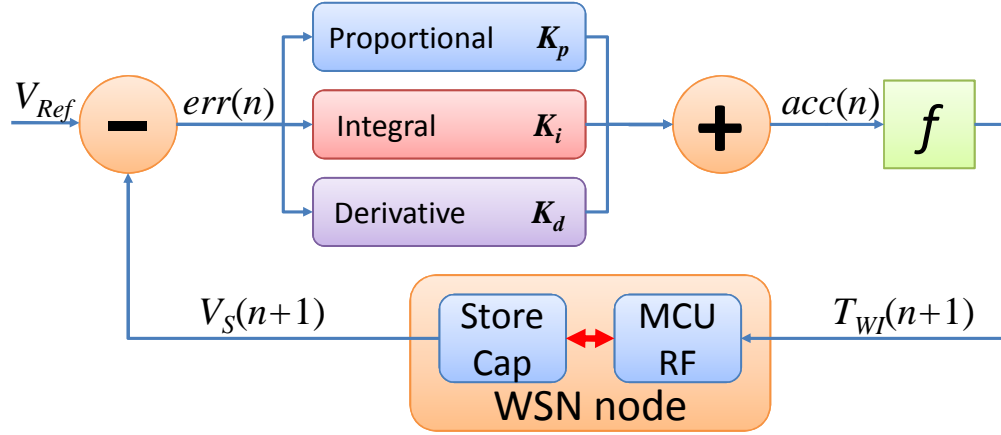 Proportional K_p
V_Ref
−
err(n)
Integral K_i
+
acc(n)
f
Derivative K_d
V_S(n+1)
Store
Cap
MCU
RF
T_WI(n+1)
WSN node